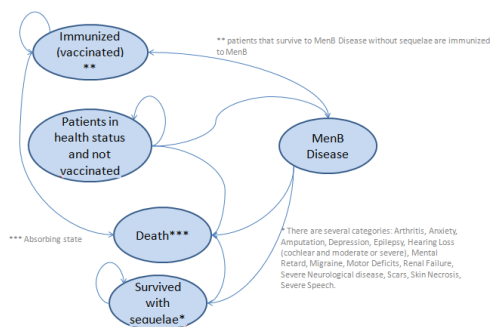 Immunized
(vaccinated)
**
** patients that survive to MenB Disease without sequelae are immunized
to MenB
Patients in
health status
and not
vaccinated
MenB
Disease
Death***
*** Absorbing state
* There are several categories: Arthritis, Anxiety,
Amputation, Depression, Epilepsy, Hearing Loss
(cochlear and moderate or severe), Mental
Retard, Migraine, Motor Deficits, Renal Failure,
Severe Neurological disease, Scars, Skin Necrosis,
Severe Speech.
Survived
with
sequelae*